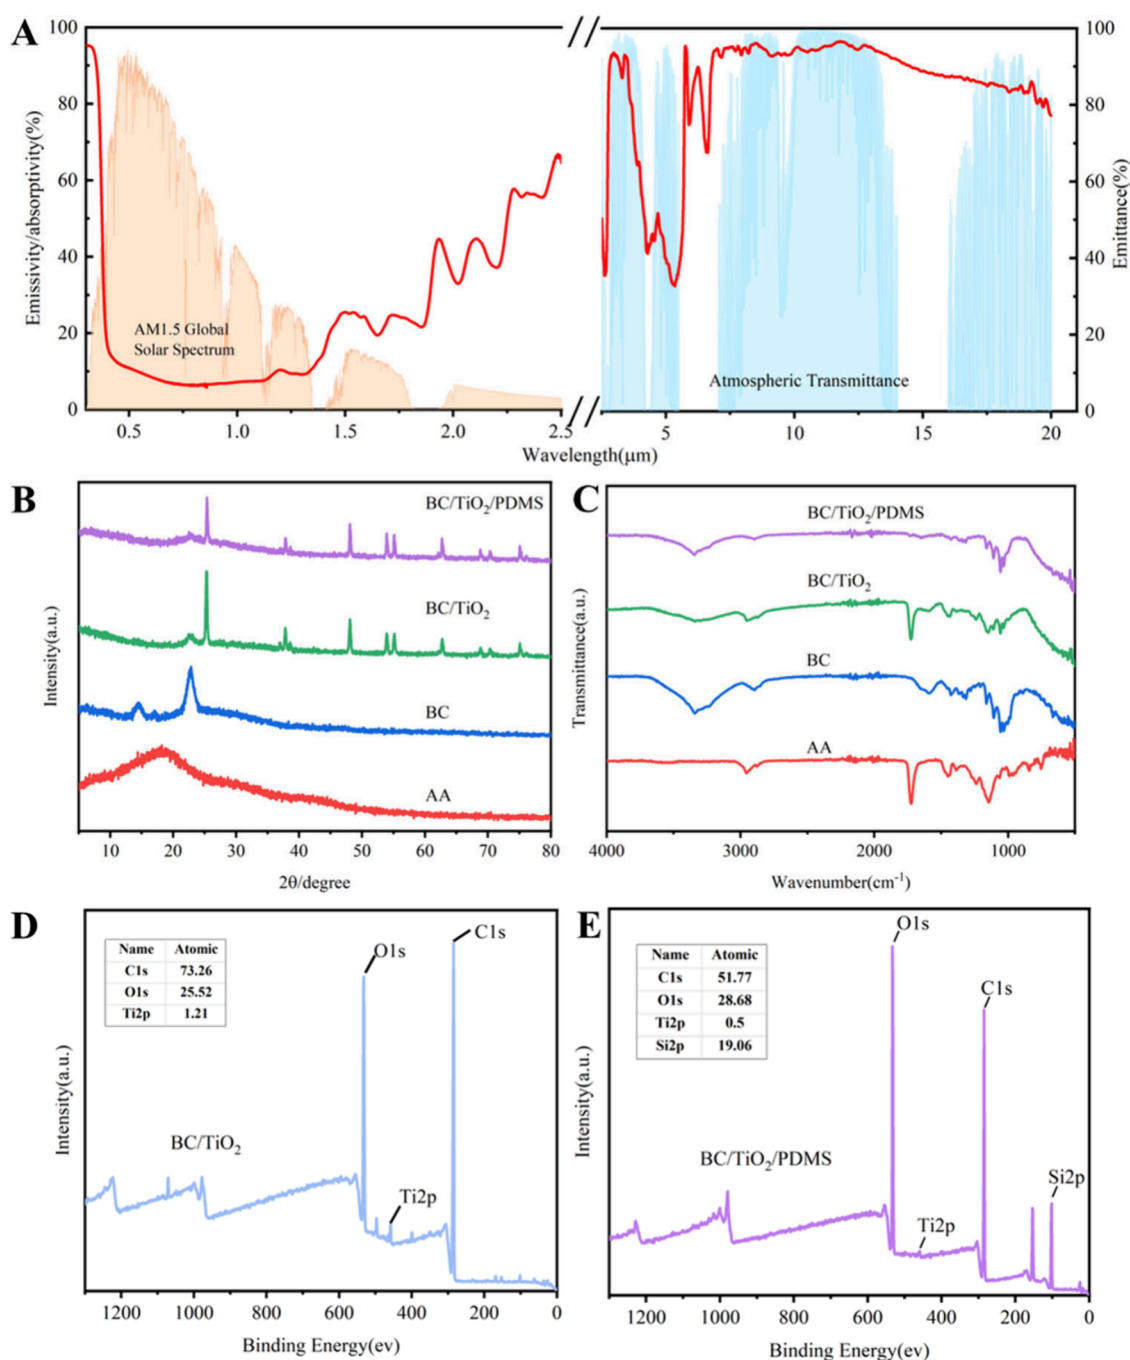 A
100
80
60
40
20
0
Emissivity/absorptivity(%)
AM1.5 Global
Solar Spectrum
0.5
1.0
1.5
2.0
2.5
//
//
Atmospheric Transmittance
5
10
15
20
100
80
60
40
20
0
Emittance(%)
Wavelength(μm)
B
BC/TiO2/PDMS
BC/TiO2
BC
AA
Intensity(a.u.)
10
20
30
40
50
60
70
80
2θ/degree
C
BC/TiO2/PDMS
BC/TiO2
BC
AA
Transmittance(a.u.)
4000
3000
2000
1000
Wavenumber(cm-1)
D
Name Atomic
C1s 73.26
O1s 25.52
Ti2p 1.21
O1s
C1s
BC/TiO2
Ti2p
Intensity(a.u.)
1200
1000
800
600
400
200
0
Binding Energy(ev)
E
Name Atomic
C1s 51.77
O1s 28.68
Ti2p 0.5
Si2p 19.06
O1s
C1s
BC/TiO2/PDMS
Si2p
Ti2p
Intensity(a.u.)
1200
1000
800
600
400
200
0
Binding Energy(ev)